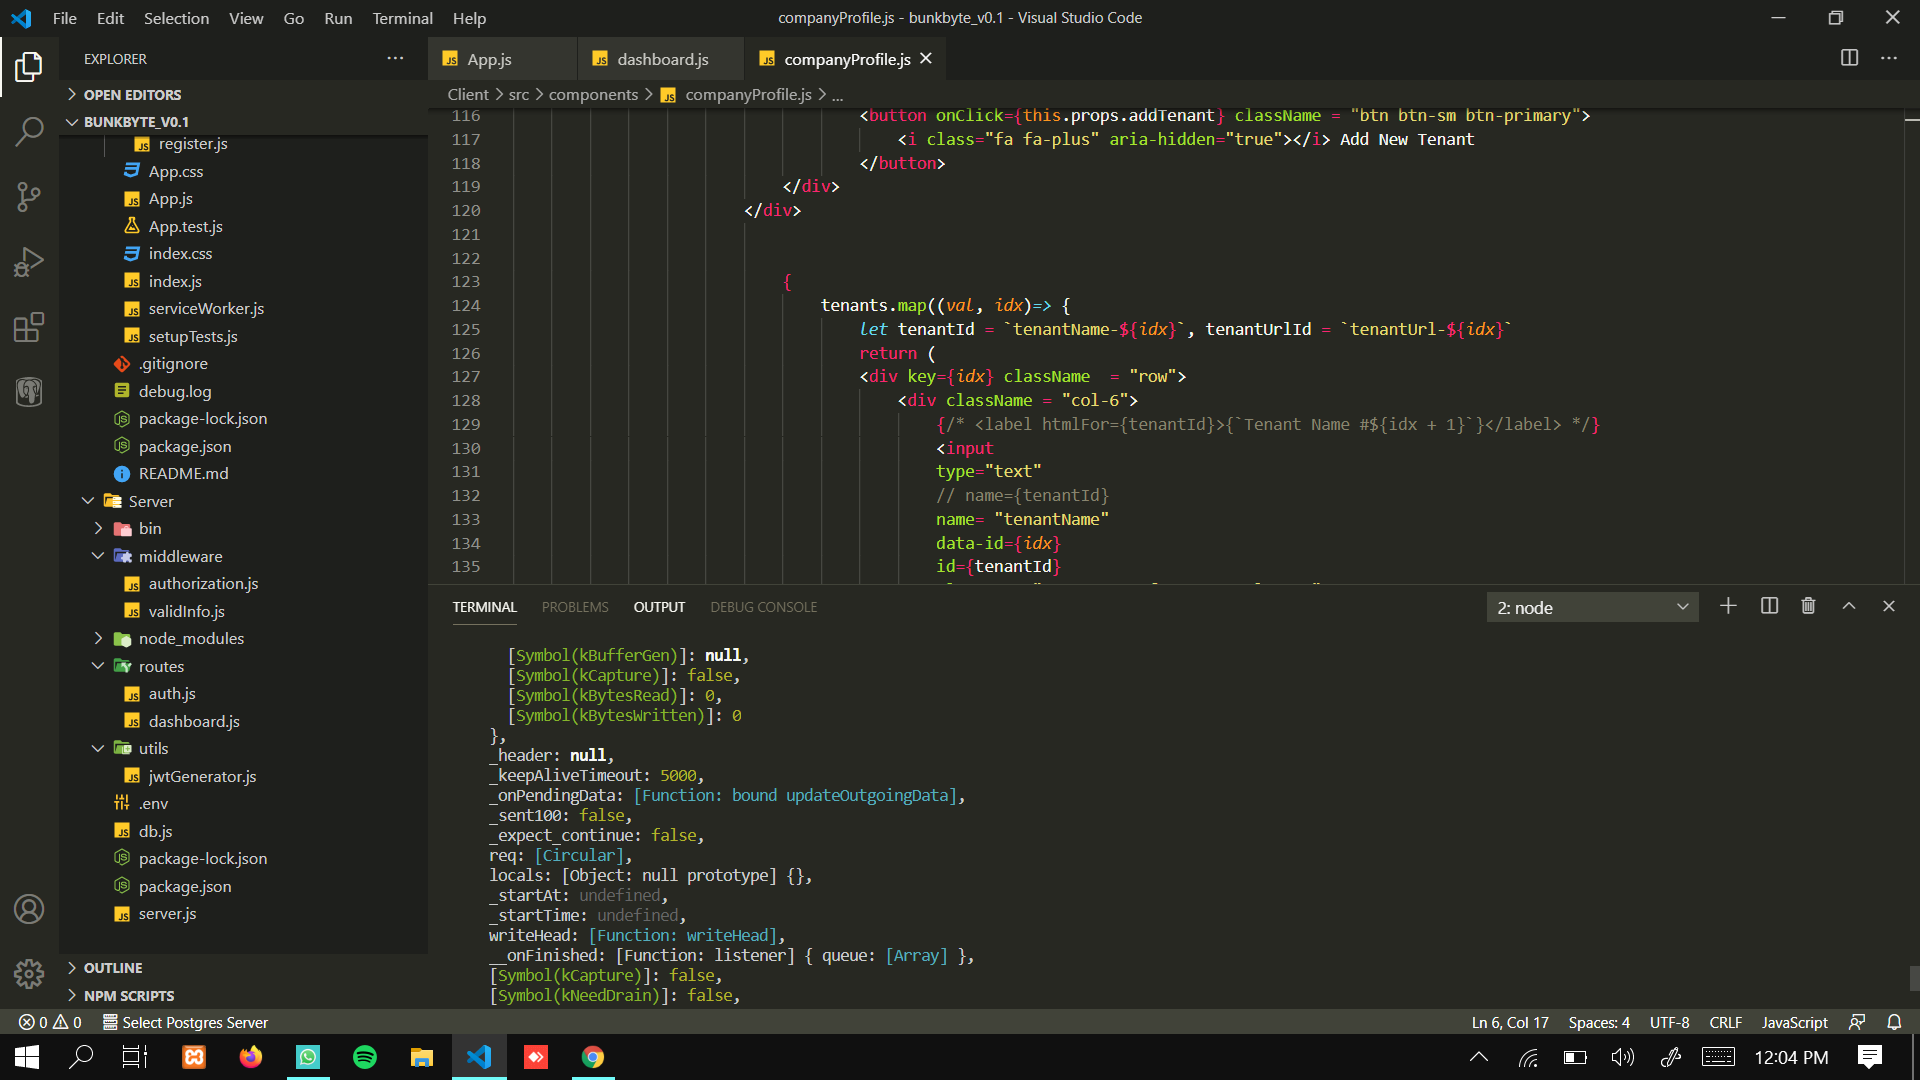 File Edit Selection View Go Run Terminal Help
companyProfile.js - bunkbyte_v0.1 - Visual Studio Code
EXPLORER
OPEN EDITORS
BUNKBYTE_V0.1
register.js
App.css
App.js
App.test.js
index.css
index.js
serviceWorker.js
setupTests.js
.gitignore
debug.log
package-lock.json
package.json
README.md
Server
bin
middleware
authorization.js
validInfo.js
node_modules
routes
auth.js
dashboard.js
utils
jwtGenerator.js
.env
db.js
package-lock.json
package.json
server.js
OUTLINE
NPM SCRIPTS
App.js
dashboard.js
companyProfile.js
Client > src > components > companyProfile.js > ...
116 <button onClick={this.props.addTenant} className = "btn btn-sm btn-primary">
117 <i class="fa fa-plus" aria-hidden="true"></i> Add New Tenant
118 </button>
119 </div>
120 </div>
121
122
123 {
124 tenants.map((val, idx)=> {
125 let tenantId = `tenantName-${idx}`, tenantUrlId = `tenantUrl-${idx}`
126 return (
127 <div key={idx} className  = "row">
128 <div className = "col-6">
129 {/* <label htmlFor={tenantId}>{`Tenant Name #${idx + 1}`}</label> */}
130 <input
131 type="text"
132 // name={tenantId}
133 name= "tenantName"
134 data-id={idx}
135 id={tenantId}
TERMINAL PROBLEMS OUTPUT DEBUG CONSOLE
2: node
[Symbol(kBufferGen)]: null,
[Symbol(kCapture)]: false,
[Symbol(kBytesRead)]: 0,
[Symbol(kBytesWritten)]: 0
},
_header: null,
_keepAliveTimeout: 5000,
_onPendingData: [Function: bound updateOutgoingData],
_sent100: false,
_expect_continue: false,
req: [Circular],
locals: [Object: null prototype] {},
_startAt: undefined,
_startTime: undefined,
writeHead: [Function: writeHead],
__onFinished: [Function: listener] { queue: [Array] },
[Symbol(kCapture)]: false,
[Symbol(kNeedDrain)]: false,
0 0 Select Postgres Server
Ln 6, Col 17 Spaces: 4 UTF-8 CRLF JavaScript
12:04 PM